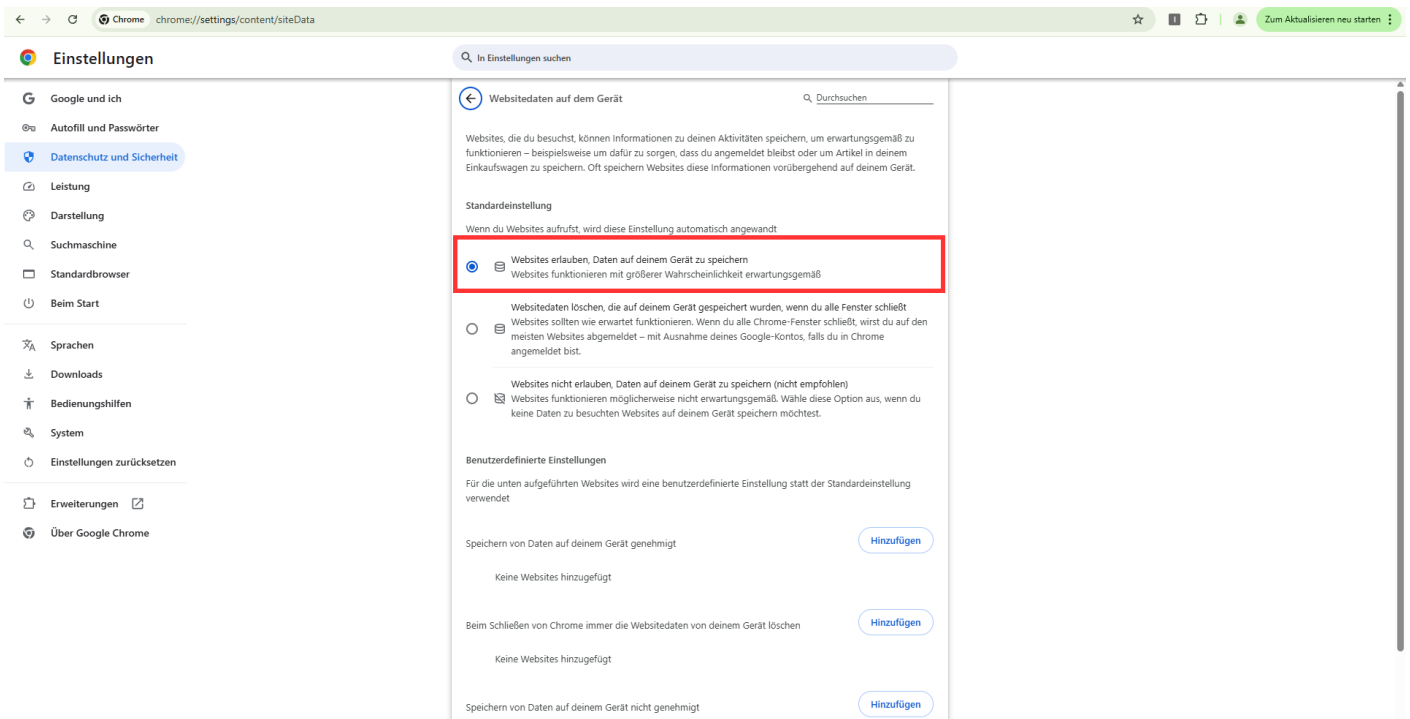 Chrome
chrome://settings/content/siteData
Zum Aktualisieren neu starten
Einstellungen
In Einstellungen suchen
Google und ich
Autofill und Passwörter
Datenschutz und Sicherheit
Leistung
Darstellung
Suchmaschine
Standardbrowser
Beim Start
Sprachen
Downloads
Bedienungshilfen
System
Einstellungen zurücksetzen
Erweiterungen
Über Google Chrome
Websitedaten auf dem Gerät
Durchsuchen
Websites, die du besuchst, können Informationen zu deinen Aktivitäten speichern, um erwartungsgemäß zu
funktionieren – beispielsweise um dafür zu sorgen, dass du angemeldet bleibst oder um Artikel in deinem
Einkaufswagen zu speichern. Oft speichern Websites diese Informationen vorübergehend auf deinem Gerät.
Standardeinstellung
Wenn du Websites aufrufst, wird diese Einstellung automatisch angewandt
Websites erlauben, Daten auf deinem Gerät zu speichern
Websites funktionieren mit größerer Wahrscheinlichkeit erwartungsgemäß
Websitedaten löschen, die auf deinem Gerät gespeichert wurden, wenn du alle Fenster schließt
Websites sollten wie erwartet funktionieren. Wenn du alle Chrome-Fenster schließt, wirst du auf den
meisten Websites abgemeldet – mit Ausnahme deines Google-Kontos, falls du in Chrome
angemeldet bist.
Websites nicht erlauben, Daten auf deinem Gerät zu speichern (nicht empfohlen)
Websites funktionieren möglicherweise nicht erwartungsgemäß. Wähle diese Option aus, wenn du
keine Daten zu besuchten Websites auf deinem Gerät speichern möchtest.
Benutzerdefinierte Einstellungen
Für die unten aufgeführten Websites wird eine benutzerdefinierte Einstellung statt der Standardeinstellung
verwendet
Speichern von Daten auf deinem Gerät genehmigt
Hinzufügen
Keine Websites hinzugefügt
Beim Schließen von Chrome immer die Websitedaten von deinem Gerät löschen
Hinzufügen
Keine Websites hinzugefügt
Speichern von Daten auf deinem Gerät nicht genehmigt
Hinzufügen